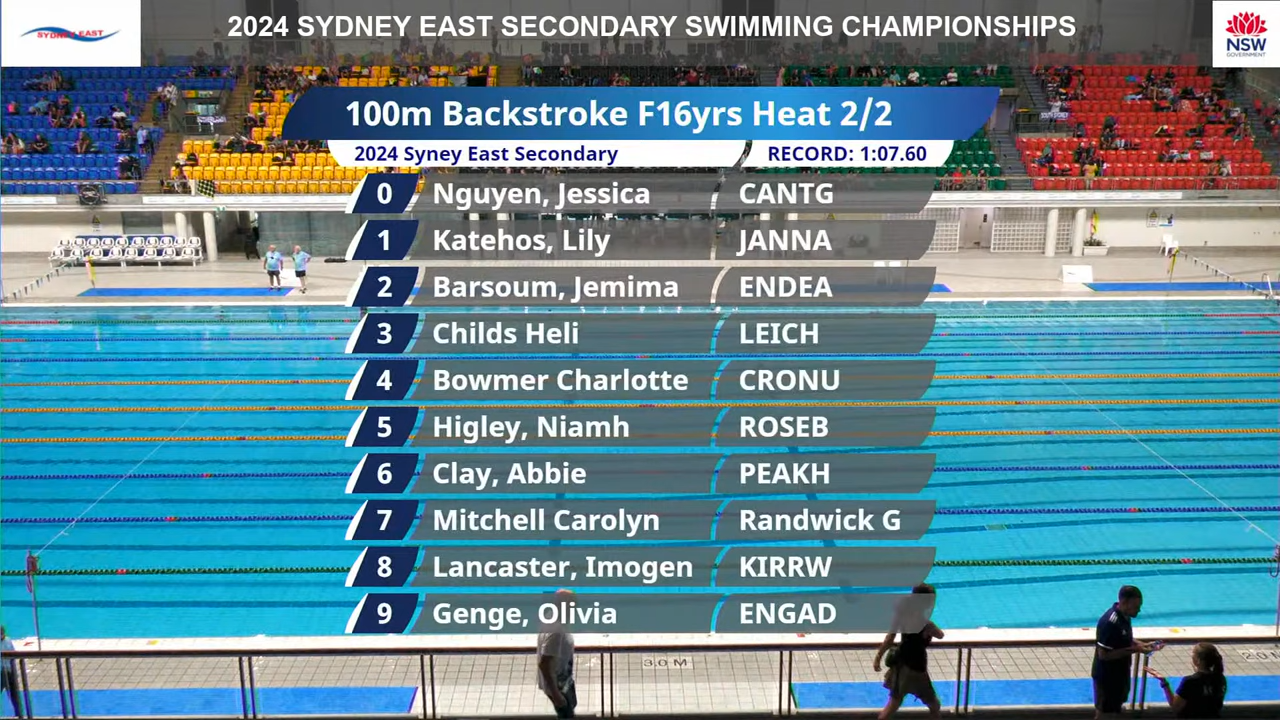 2024 SYDNEY EAST SECONDARY SWIMMING CHAMPIONSHIPS
SYDNEY EAST
NSW
GOVERNMENT
100m Backstroke F16yrs Heat 2/2
2024 Syney East Secondary RECORD: 1:07.60
0 Nguyen, Jessica CANTG
1 Katehos, Lily JANNA
2 Barsoum, Jemima ENDEA
3 Childs Heli LEICH
4 Bowmer Charlotte CRONU
5 Higley, Niamh ROSEB
6 Clay, Abbie PEAKH
7 Mitchell Carolyn Randwick G
8 Lancaster, Imogen KIRRW
9 Genge, Olivia ENGAD
3.0 M